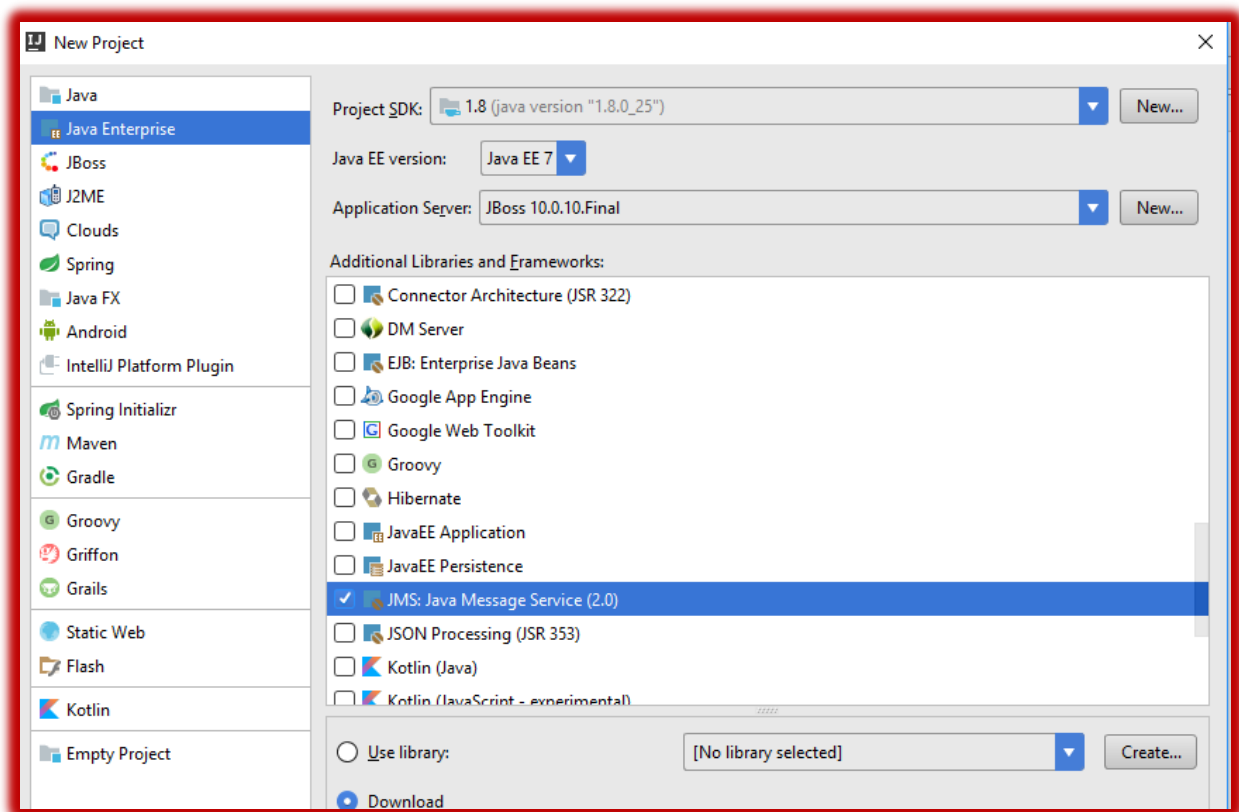 New Project
Java
Java Enterprise
JBoss
J2ME
Clouds
Spring
Java FX
Android
IntelliJ Platform Plugin
Spring Initializr
Maven
Gradle
Groovy
Griffon
Grails
Static Web
Flash
Kotlin
Empty Project
Project SDK: 1.8 (java version "1.8.0_25") New...
Java EE version: Java EE 7
Application Server: JBoss 10.0.10.Final New...
Additional Libraries and Frameworks:
Connector Architecture (JSR 322)
DM Server
EJB: Enterprise Java Beans
Google App Engine
Google Web Toolkit
Groovy
Hibernate
JavaEE Application
JavaEE Persistence
JMS: Java Message Service (2.0)
JSON Processing (JSR 353)
Kotlin (Java)
Kotlin (JavaScript - experimental)
Use library: [No library selected] Create...
Download